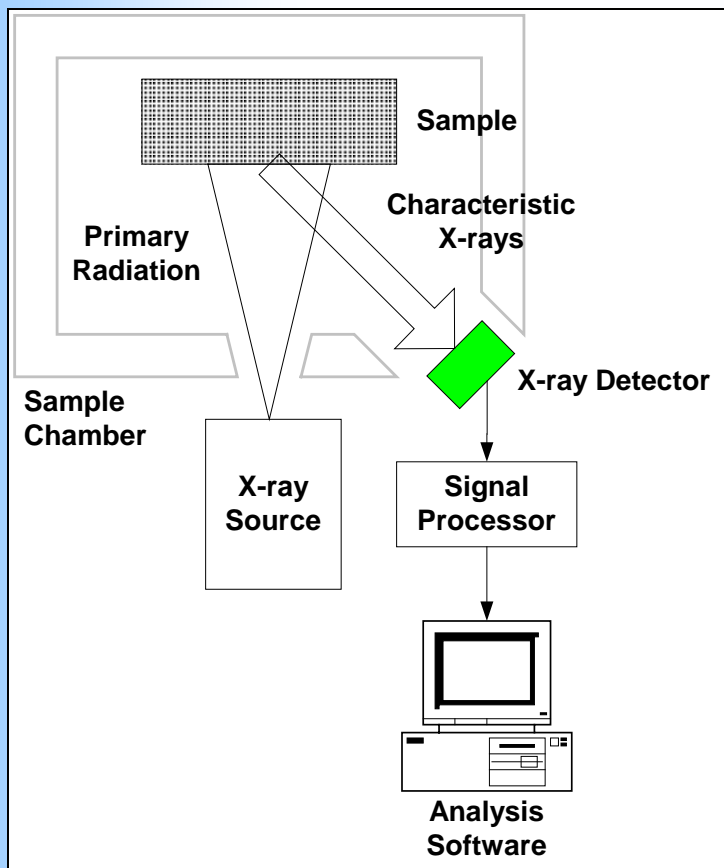 Sample
Characteristic
X-rays
Primary
Radiation
X-ray Detector
Sample
Chamber
X-ray
Source
Signal
Processor
Analysis
Software